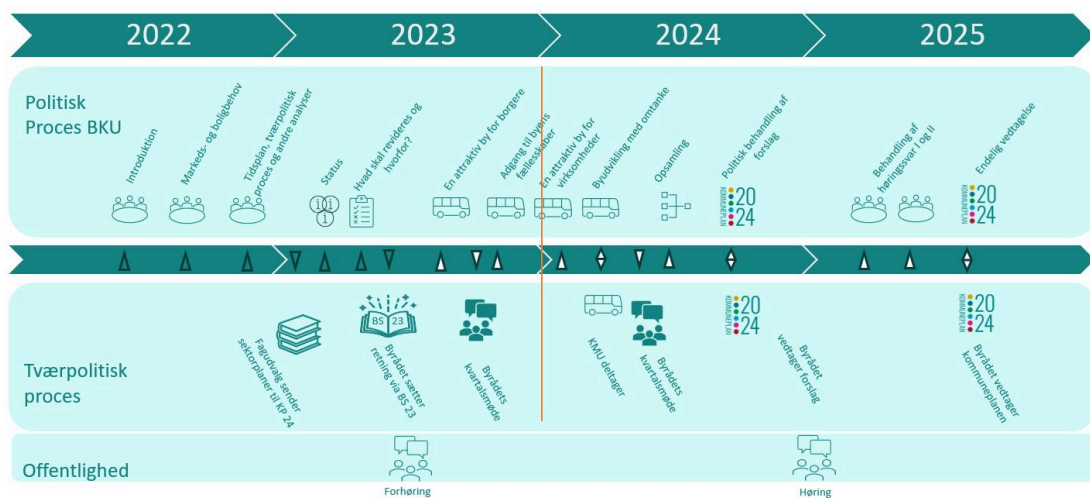 2022
2023
2024
2025
Politisk
Proces BKU
Introduktion
Markeds- og boligbehov
Tidsplan, tværpolitisk
proces og andre analyser
Status
Hvad skal revideres og
hvorfor?
En attraktiv by for borgere
Adgang til byens
fællesskaber
En attraktiv by for
virksomheder
Byudvikling med omtanke
Opsamling
Politisk behandling af
forslag
KOMMUNEPLAN
20
24
Behandling af
høringssvar I og II
Endelig vedtagelse
KOMMUNEPLAN
20
24
Tværpolitisk
proces
Fagudvalg sender
sektorplaner til KP 24
BS 23
Byrådet sætter
retning via BS 23
Byrådets
kvartalsmøde
KMU deltager
Byrådets
kvartalsmøde
KOMMUNEPLAN
20
24
Byrådet
vedtager forslag
KOMMUNEPLAN
20
24
Byrådet vedtager
kommuneplanen
Offentlighed
Forhøring
Høring